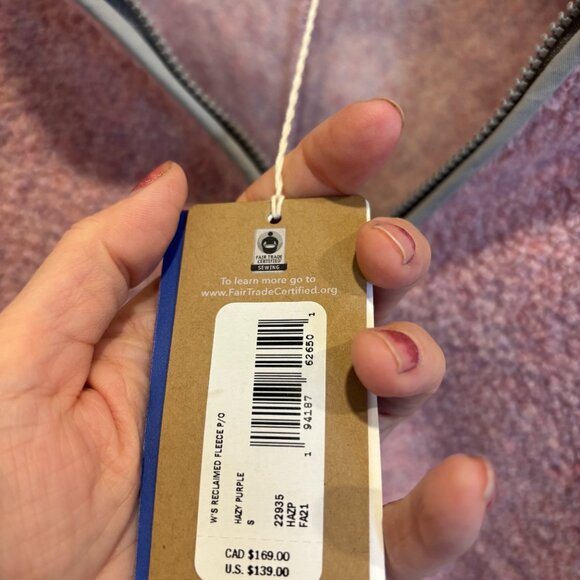 FAIR TRADE
CERTIFIED
SEWING
To learn more go to
www.FairTradeCertified.org
W'S RECLAIMED FLEECE P/O
HAZY PURPLE
S
22935
HAZP
FA21
1 94187 62650 1
CAD $169.00
U.S. $139.00